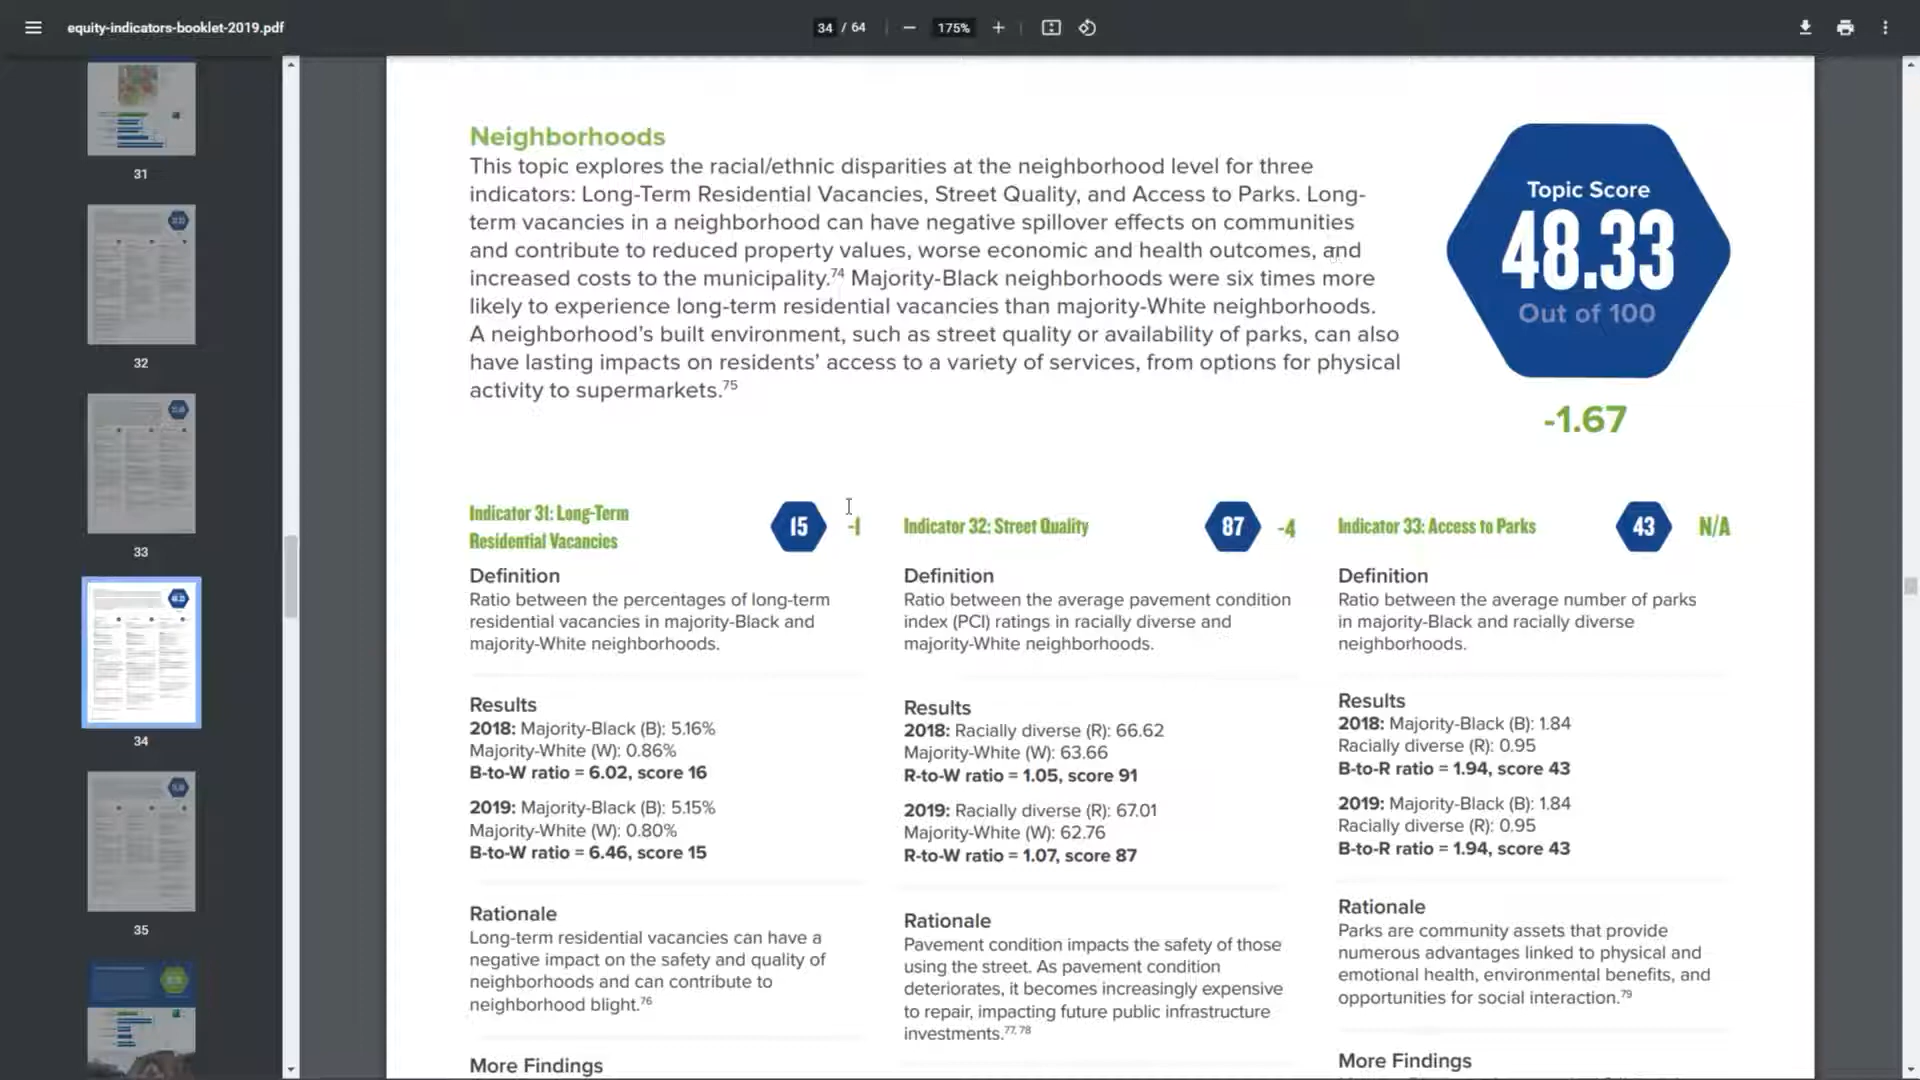 equity-indicators-booklet-2019.pdf
34 / 64
175%
31
32
33
34
35
Neighborhoods
This topic explores the racial/ethnic disparities at the neighborhood level for three
indicators: Long-Term Residential Vacancies, Street Quality, and Access to Parks. Long-
term vacancies in a neighborhood can have negative spillover effects on communities
and contribute to reduced property values, worse economic and health outcomes, and
increased costs to the municipality.74 Majority-Black neighborhoods were six times more
likely to experience long-term residential vacancies than majority-White neighborhoods.
A neighborhood's built environment, such as street quality or availability of parks, can also
have lasting impacts on residents' access to a variety of services, from options for physical
activity to supermarkets.75
Topic Score
48.33
Out of 100
-1.67
Indicator 31: Long-Term
Residential Vacancies
15
-1
Definition
Ratio between the percentages of long-term
residential vacancies in majority-Black and
majority-White neighborhoods.
Results
2018: Majority-Black (B): 5.16%
Majority-White (W): 0.86%
B-to-W ratio = 6.02, score 16
2019: Majority-Black (B): 5.15%
Majority-White (W): 0.80%
B-to-W ratio = 6.46, score 15
Rationale
Long-term residential vacancies can have a
negative impact on the safety and quality of
neighborhoods and can contribute to
neighborhood blight.76
More Findings
Indicator 32: Street Quality
87
-4
Definition
Ratio between the average pavement condition
index (PCI) ratings in racially diverse and
majority-White neighborhoods.
Results
2018: Racially diverse (R): 66.62
Majority-White (W): 63.66
R-to-W ratio = 1.05, score 91
2019: Racially diverse (R): 67.01
Majority-White (W): 62.76
R-to-W ratio = 1.07, score 87
Rationale
Pavement condition impacts the safety of those
using the street. As pavement condition
deteriorates, it becomes increasingly expensive
to repair, impacting future public infrastructure
investments.77, 78
Indicator 33: Access to Parks
43
N/A
Definition
Ratio between the average number of parks
in majority-Black and racially diverse
neighborhoods.
Results
2018: Majority-Black (B): 1.84
Racially diverse (R): 0.95
B-to-R ratio = 1.94, score 43
2019: Majority-Black (B): 1.84
Racially diverse (R): 0.95
B-to-R ratio = 1.94, score 43
Rationale
Parks are community assets that provide
numerous advantages linked to physical and
emotional health, environmental benefits, and
opportunities for social interaction.79
More Findings